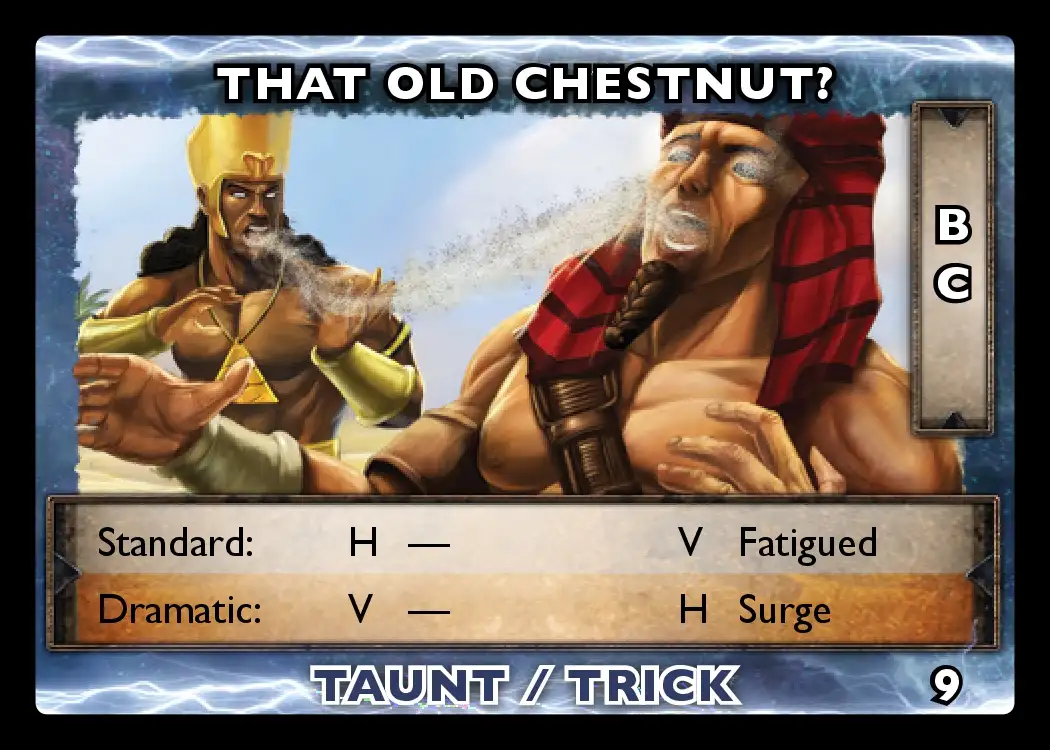 THAT OLD CHESTNUT?
B
C
Standard: H — V Fatigued
Dramatic: V — H Surge
TAUNT / TRICK
9